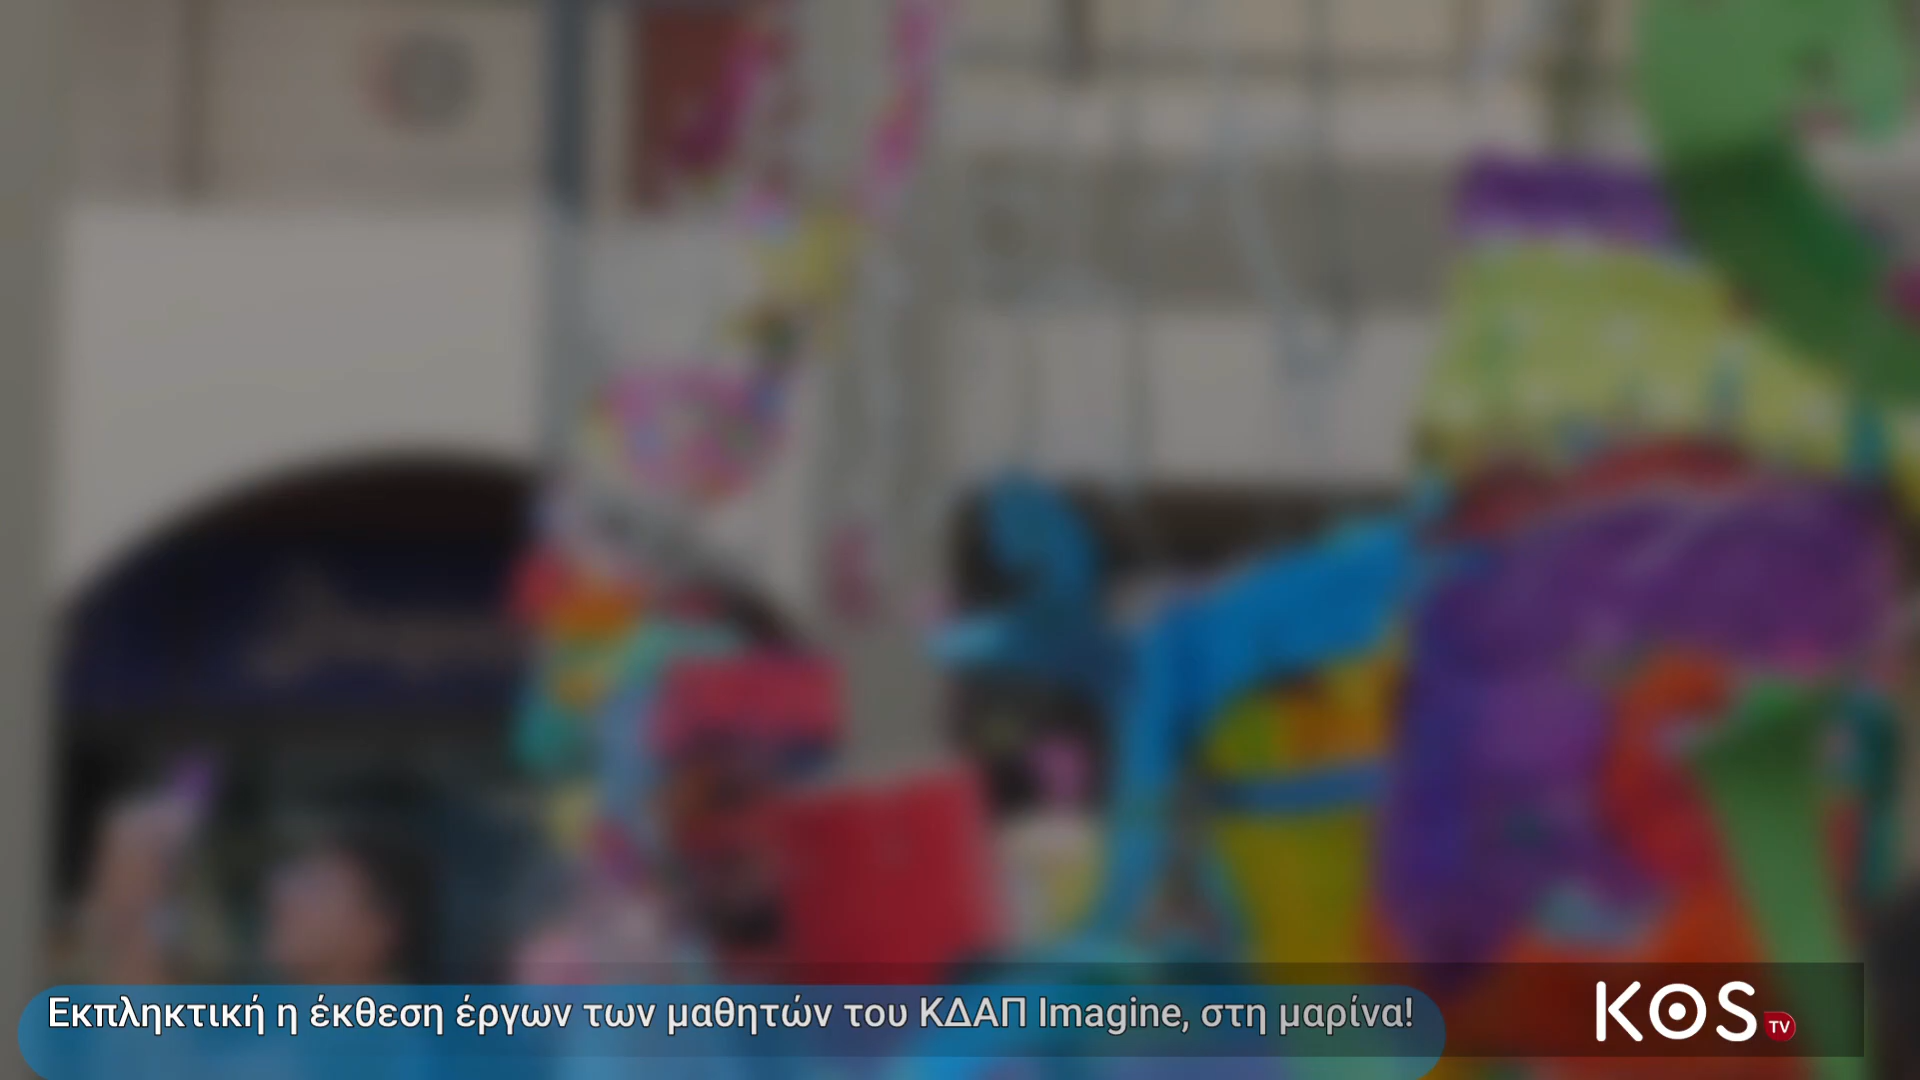 Εκπληκτική η έκθεση έργων των μαθητών του ΚΔΑΠ Imagine, στη μαρίνα!
KOS TV